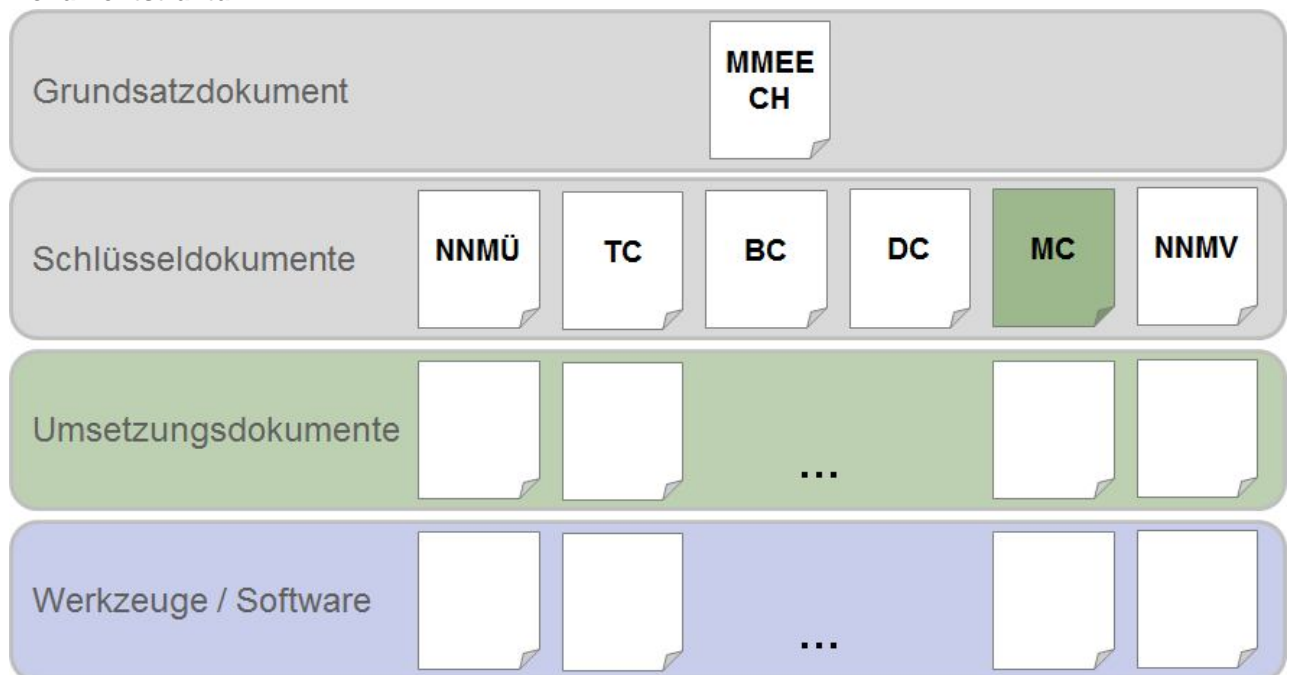 Grundsatzdokument
MMEE
CH
Schlüsseldokumente
NNMÜ
TC
BC
DC
MC
NNMV
Umsetzungsdokumente
...
Werkzeuge / Software
...